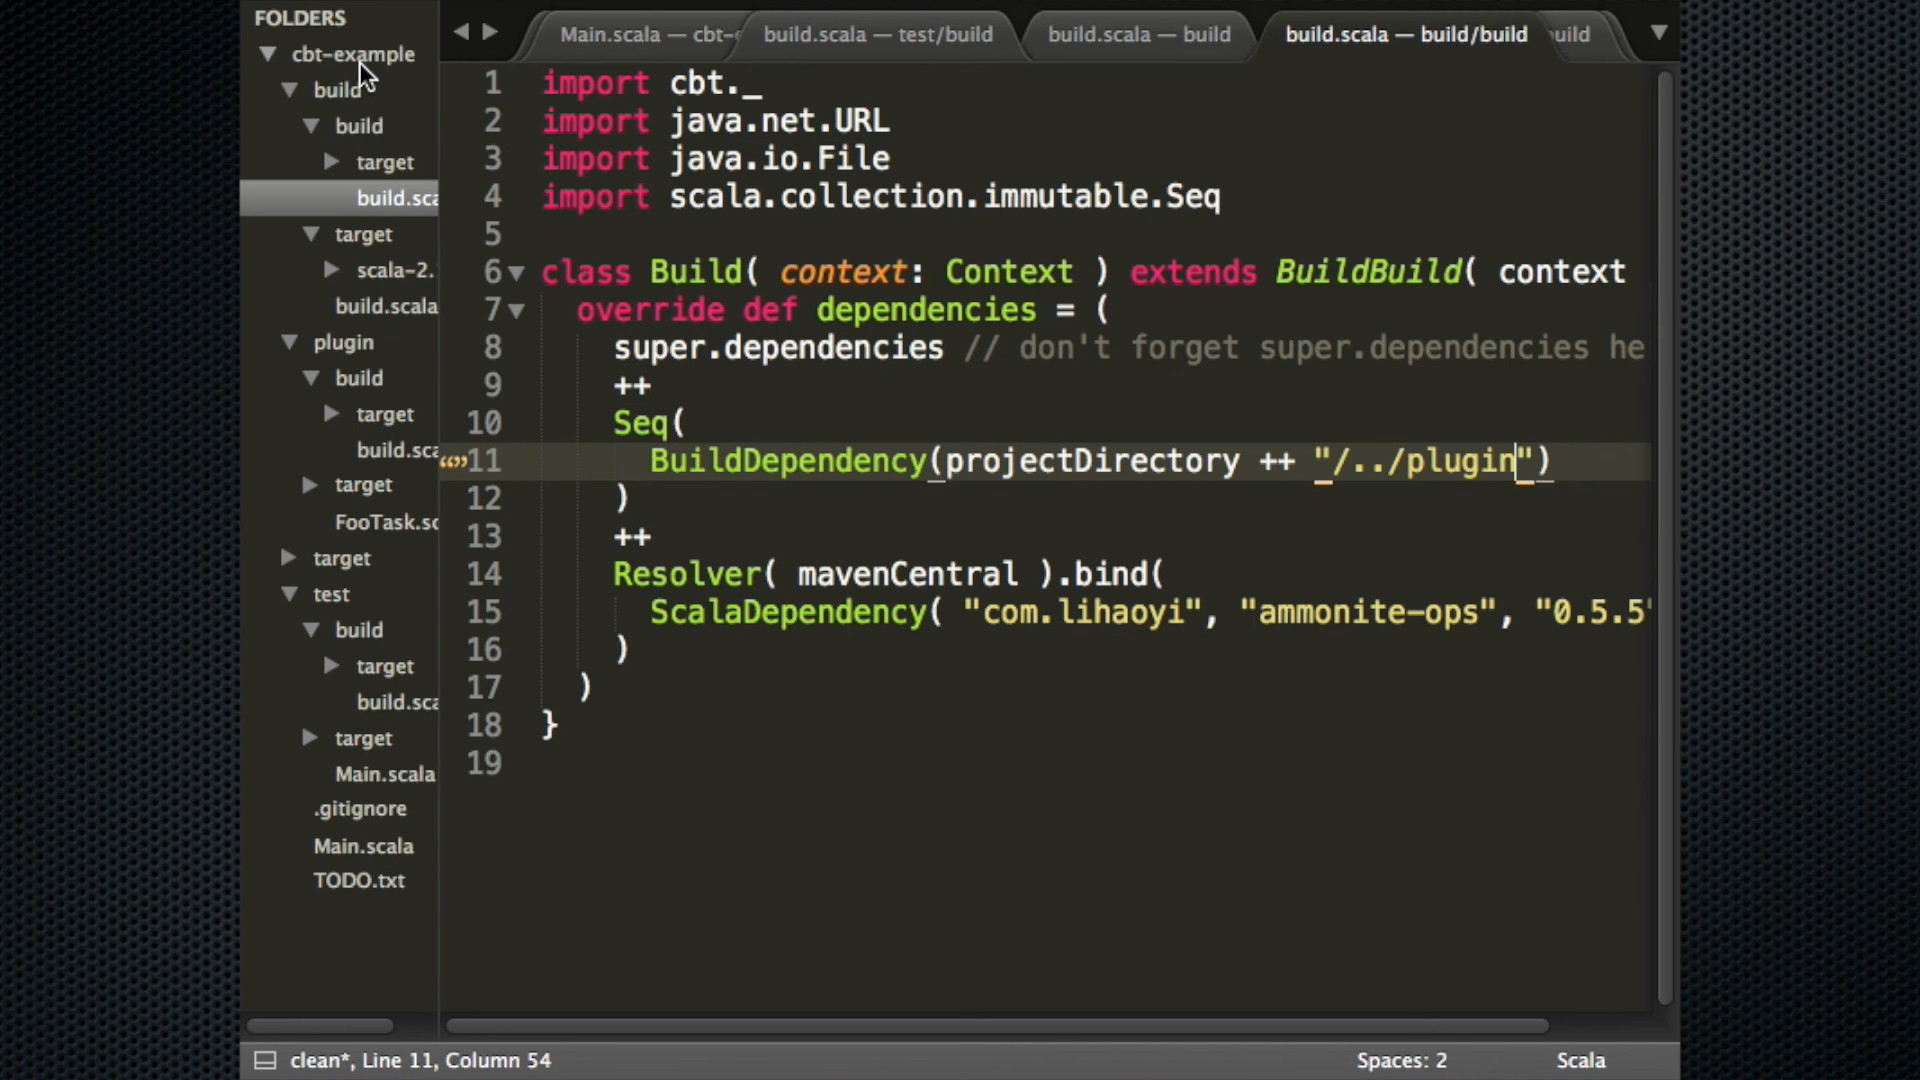 FOLDERS
cbt-example
build
build
target
build.sca
target
scala-2.
build.scala
plugin
build
target
build.sca
target
FooTask.sc
target
test
build
target
build.sca
target
Main.scala
.gitignore
Main.scala
TODO.txt
Main.scala — cbt-e
build.scala — test/build
build.scala — build
build.scala — build/build
build
1 import cbt._
2 import java.net.URL
3 import java.io.File
4 import scala.collection.immutable.Seq
5
6 class Build( context: Context ) extends BuildBuild( context
7 override def dependencies = (
8 super.dependencies // don't forget super.dependencies he
9 ++
10 Seq(
11 BuildDependency(projectDirectory ++ "/../plugin")
12 )
13 ++
14 Resolver( mavenCentral ).bind(
15 ScalaDependency( "com.lihaoyi", "ammonite-ops", "0.5.5"
16 )
17 )
18 }
19
clean*, Line 11, Column 54
Spaces: 2
Scala